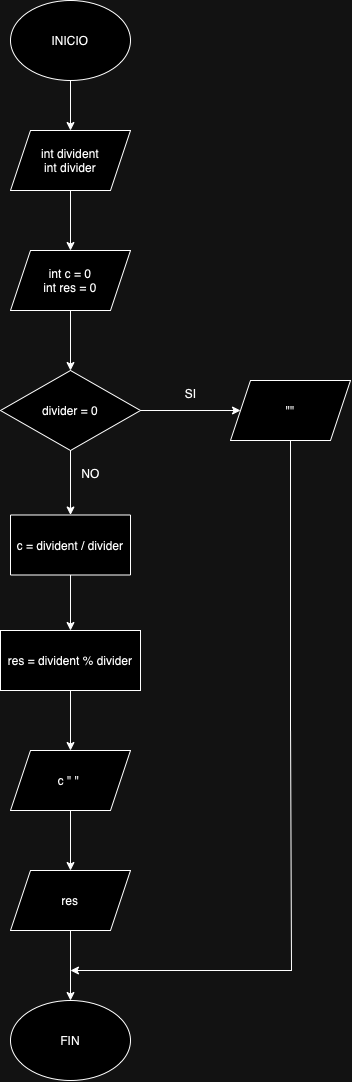 INICIO
int divident
int divider
int c = 0
int res = 0
divider = 0
SI
""
NO
c = divident / divider
res = divident % divider
c " "
res
FIN